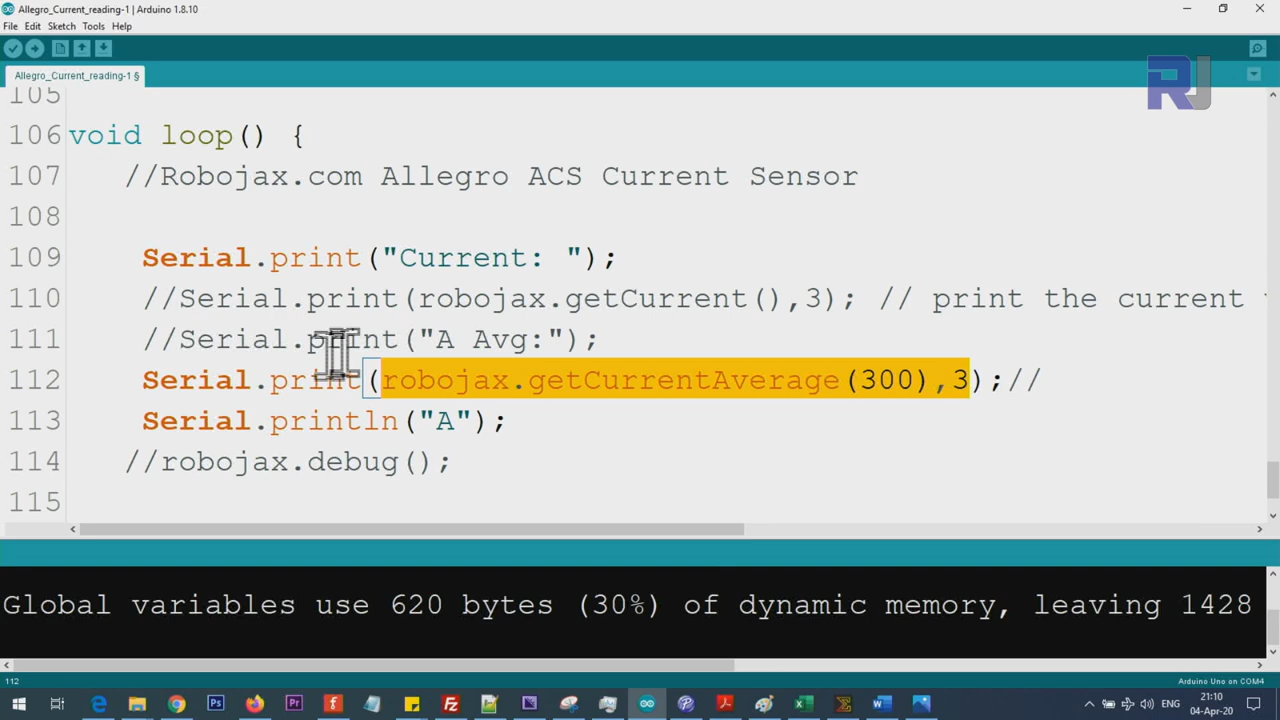 Allegro_Current_reading-1 | Arduino 1.8.10
File Edit Sketch Tools Help
Allegro_Current_reading-1 §
RJ
105
106 void loop() {
107 //Robojax.com Allegro ACS Current Sensor
108
109 Serial.print("Current: ");
110 //Serial.print(robojax.getCurrent(),3); // print the current
111 //Serial.print("A Avg:");
112 Serial.print(robojax.getCurrentAverage(300),3);//
113 Serial.println("A");
114 //robojax.debug();
115
Global variables use 620 bytes (30%) of dynamic memory, leaving 1428
112
Arduino Uno on COM4
ENG
21:10
04-Apr-20